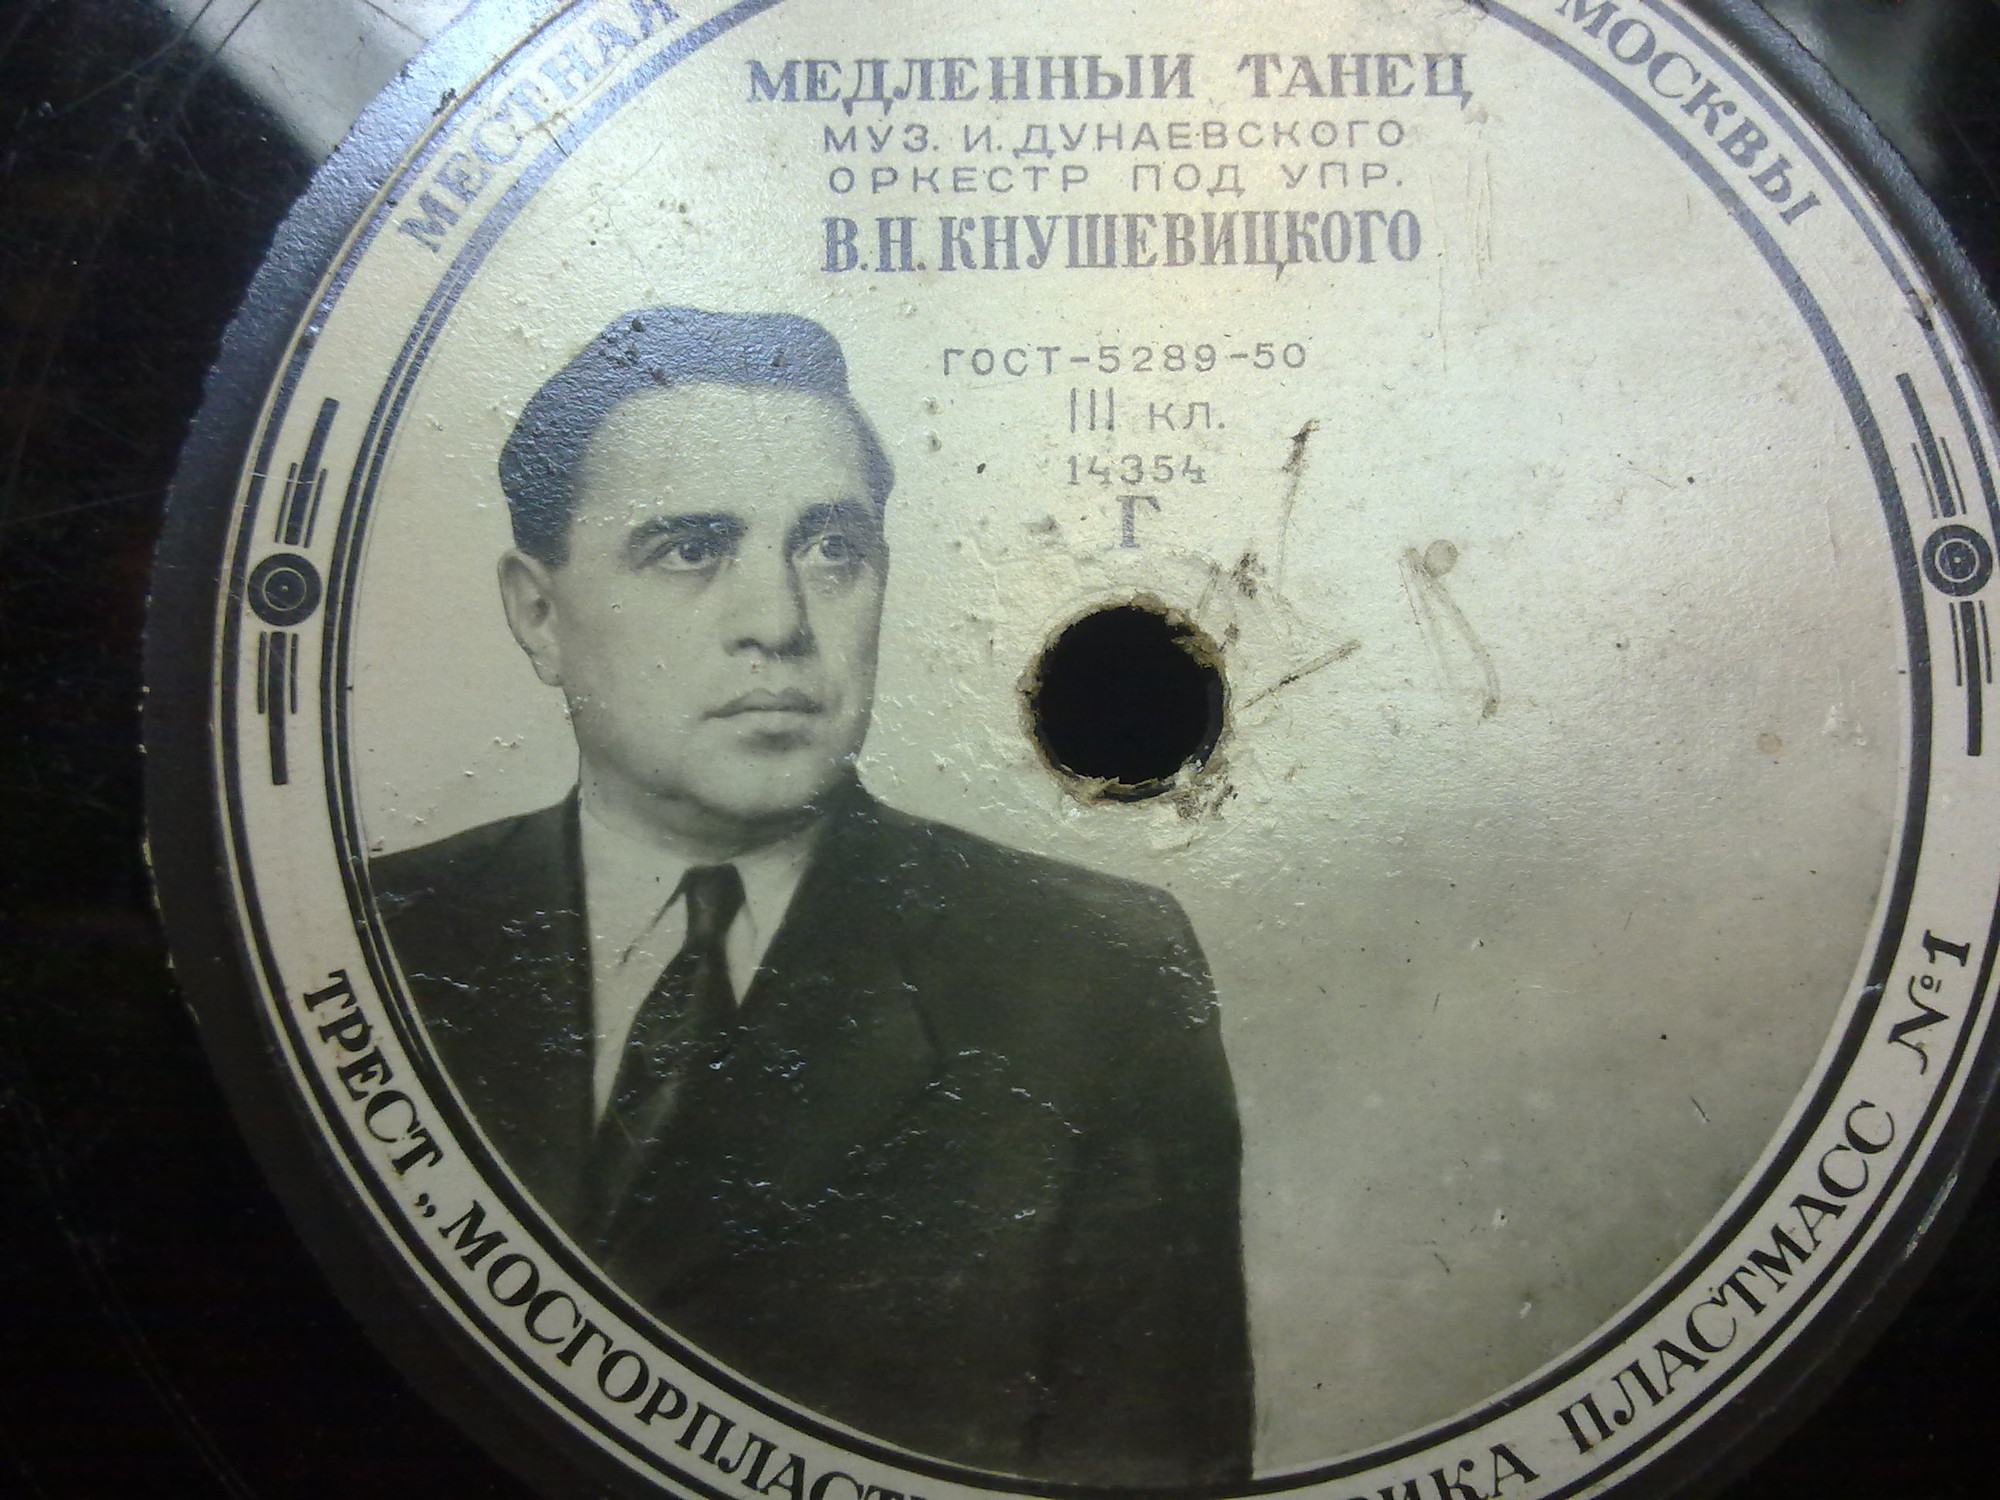 МЕСТНАЯ
МОСКВЫ
МЕДЛЕННЫЙ ТАНЕЦ
МУЗ. И. ДУНАЕВСКОГО
ОРКЕСТР ПОД УПР.
В.Н. КНУШЕВИЦКОГО
ГОСТ-5289-50
III КЛ.
14354
Г
ТРЕСТ „МОСГОРПЛАСТ
ПЛАСТМАСС №1